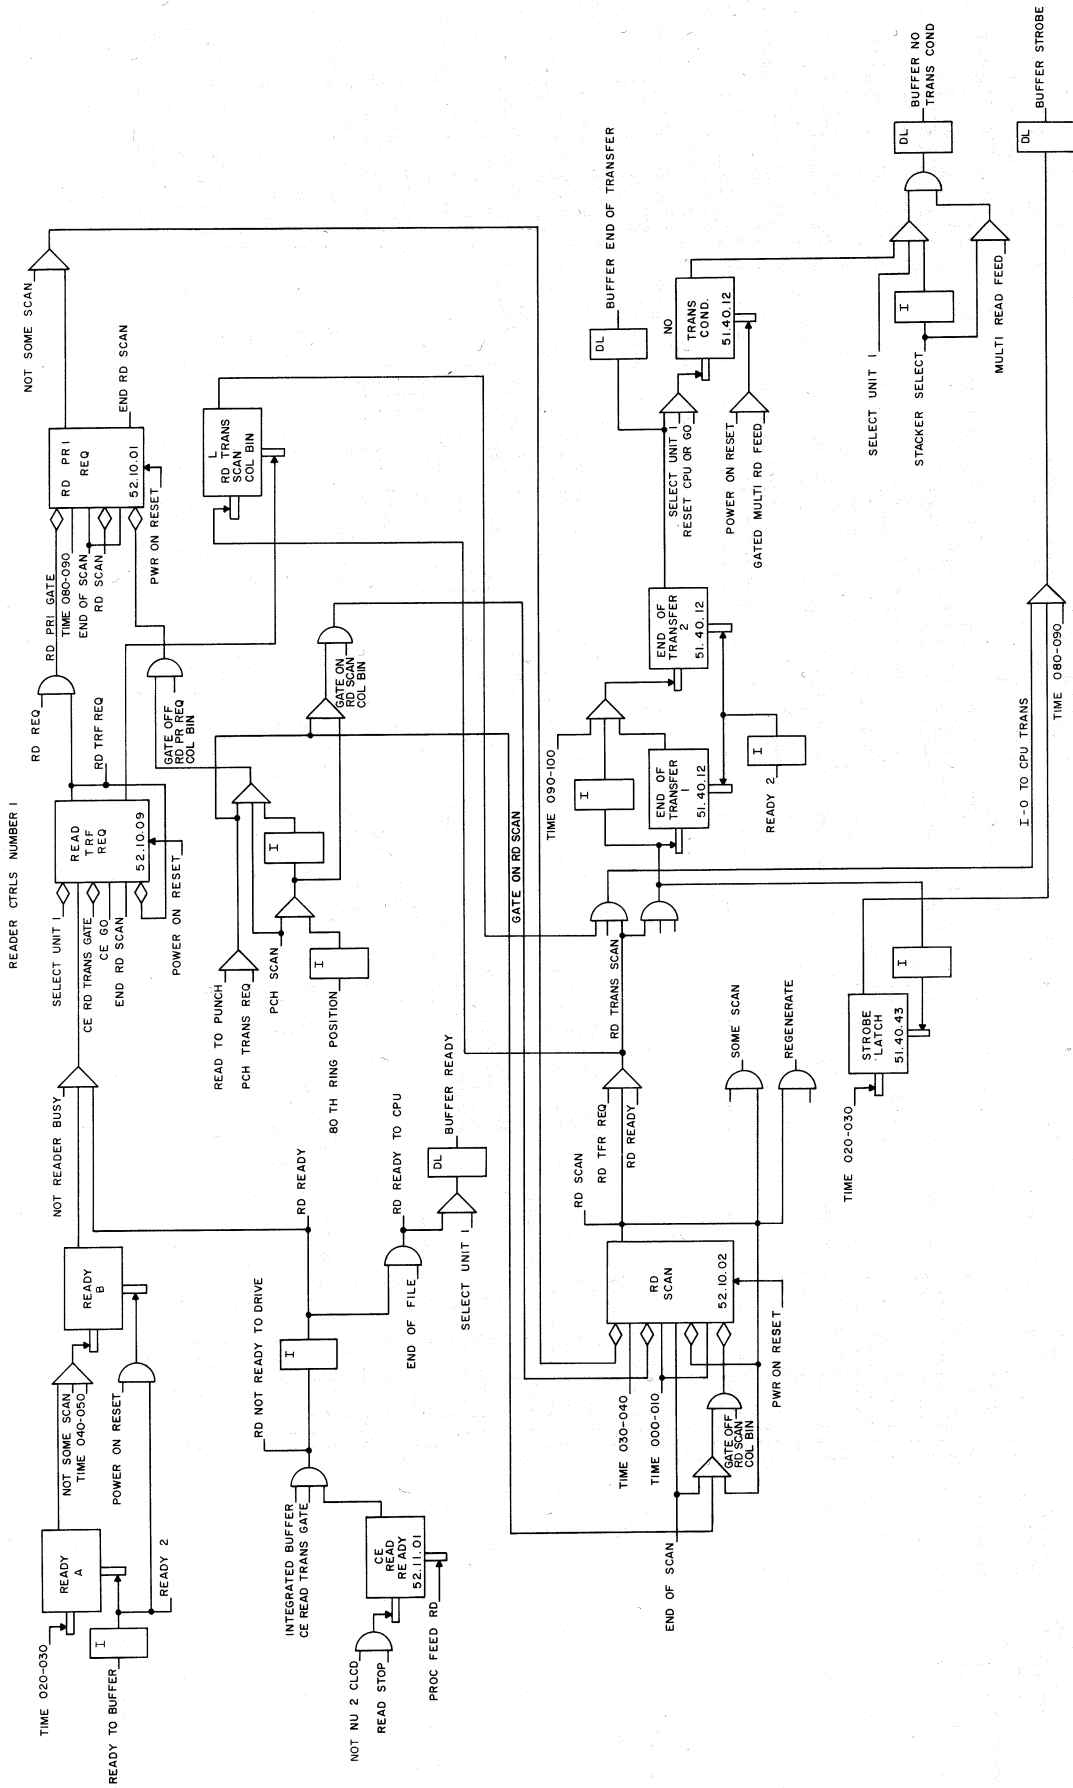 READER CTRLS NUMBER I
TIME 020-030
READY TO BUFFER
I
READY
A
READY 2
NOT SOME SCAN
TIME 040-050
POWER ON RESET
READY
B
NOT READER BUSY
SELECT UNIT I
CE RD TRANS GATE
CE GO
END RD SCAN
POWER ON RESET
READ
TRF
REQ
52.10.09
RD TRF REQ
RD REQ
RD PRI GATE
TIME 080-090
END OF SCAN
RD SCAN
PWR ON RESET
RD PRI
REQ
52.10.01
END RD SCAN
NOT SOME SCAN
GATE OFF
RD PR REQ
COL BIN
L
RD TRANS
SCAN
COL BIN
READ TO PUNCH
PCH TRANS REQ
PCH SCAN
80 TH RING POSITION
I
I
GATE ON
RD SCAN
COL BIN
INTEGRATED BUFFER
CE READ TRANS GATE
RD NOT READY TO DRIVE
I
RD READY
NOT NU 2 CLCD
READ STOP
PROC FEED RD
CE
READ
READY
52.11.01
END OF FILE
RD READY TO CPU
SELECT UNIT I
DL
BUFFER READY
GATE ON RD SCAN
END OF SCAN
TIME 030-040
TIME 000-010
GATE OFF
RD SCAN
COL BIN
PWR ON RESET
RD
SCAN
52.10.02
RD SCAN
RD TFR REQ
RD READY
RD TRANS SCAN
SOME SCAN
REGENERATE
TIME 020-030
STROBE
LATCH
51.40.43
I
TIME 090-100
I
END OF
TRANSFER
1
51.40.12
READY 2
I
END OF
TRANSFER
2
51.40.12
SELECT UNIT I
RESET CPU OR GO
POWER ON RESET
GATED MULTI RD FEED
DL
BUFFER END OF TRANSFER
NO
TRANS
COND.
51.40.12
SELECT UNIT I
STACKER SELECT
I
MULTI READ FEED
DL
BUFFER NO
TRANS COND
I-O TO CPU TRANS
TIME 080-090
DL
BUFFER STROBE